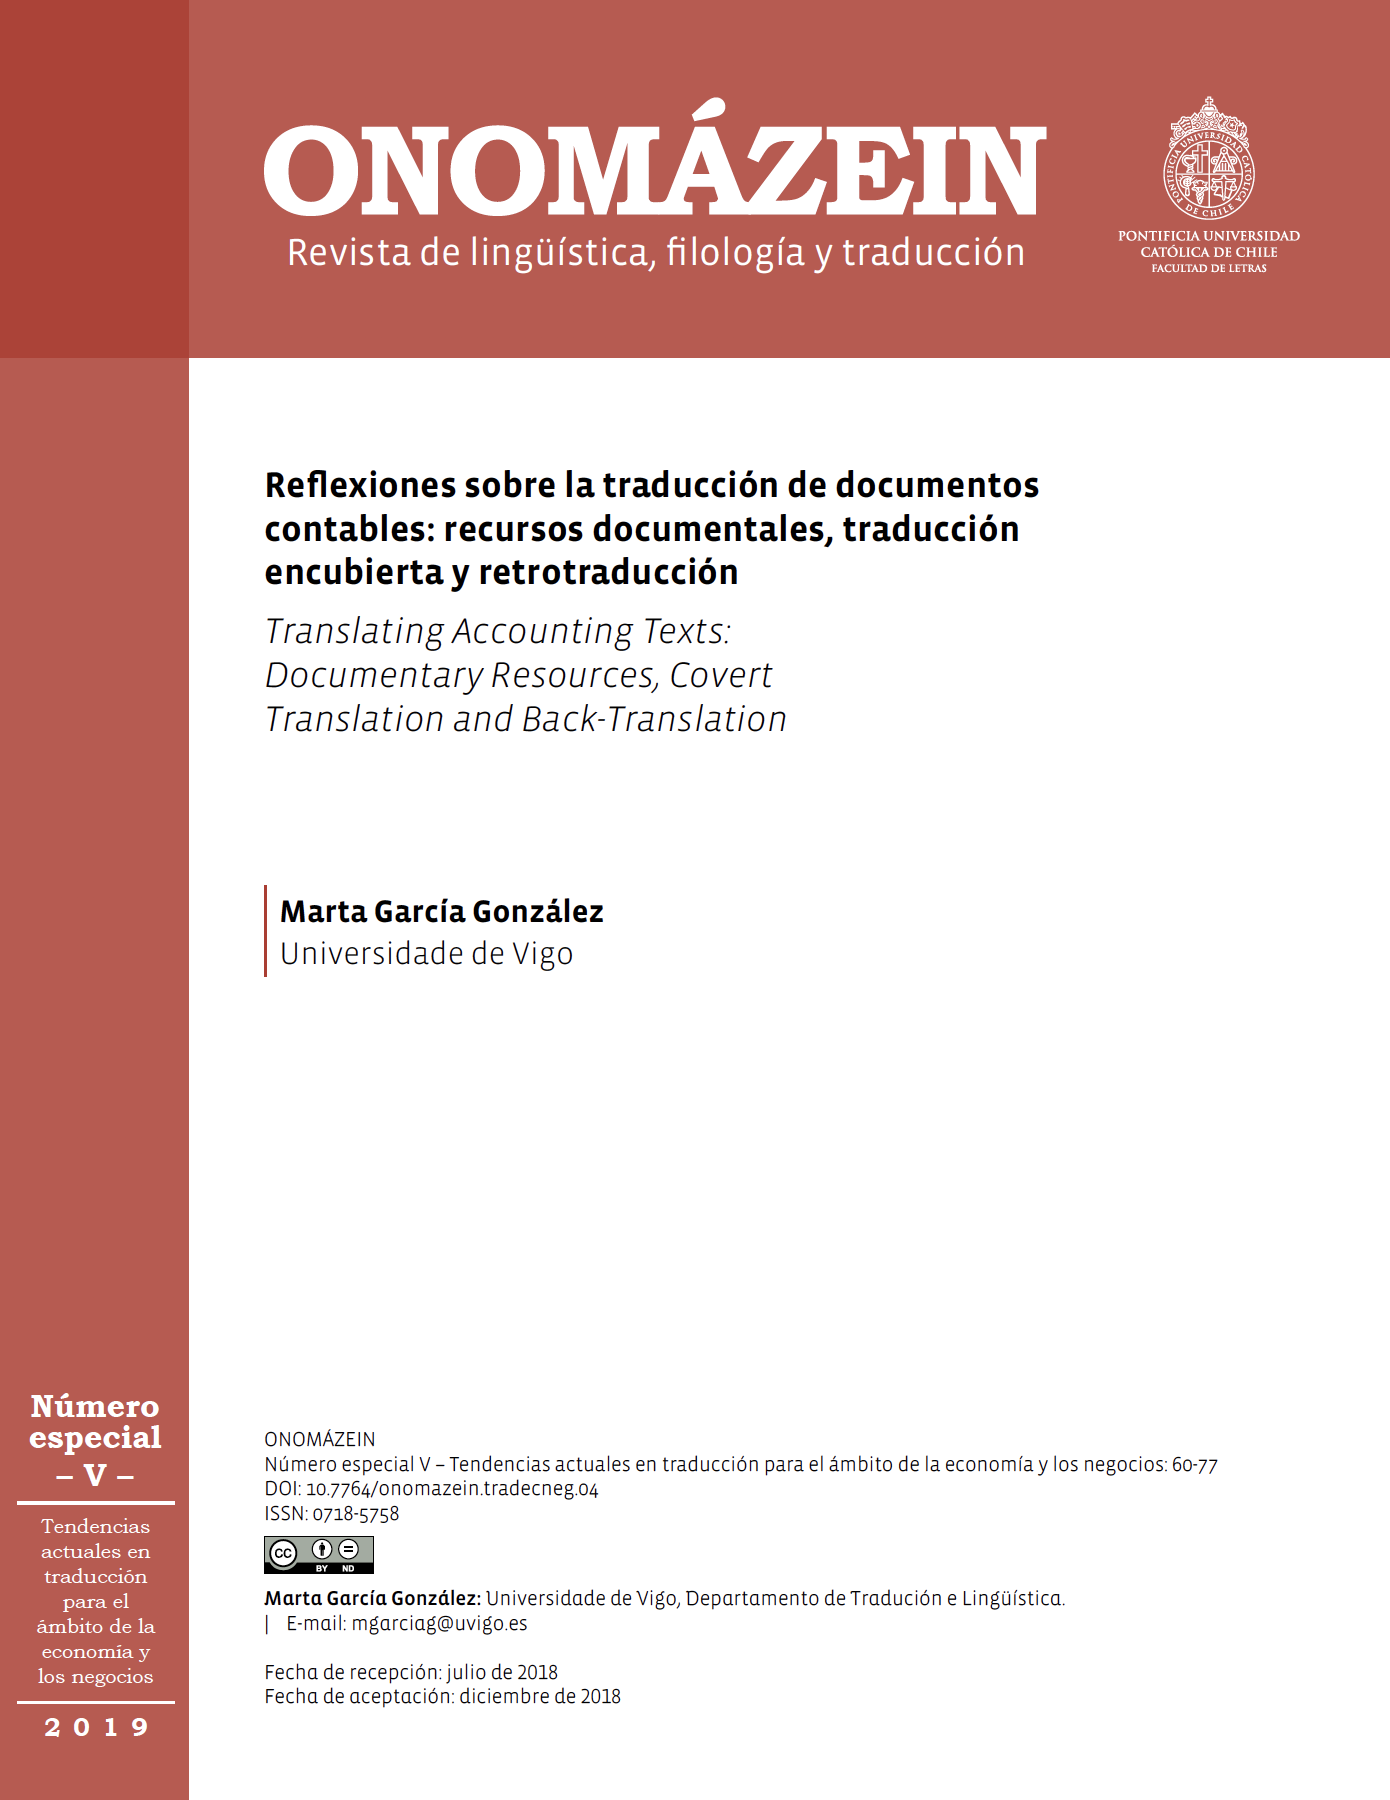 ONOMÁZEIN
Revista de lingüística, filología y traducción
PONTIFICIA UNIVERSIDAD CATÓLICA DE CHILE
PONTIFICIA UNIVERSIDAD
CATÓLICA DE CHILE
FACULTAD DE LETRAS
Reflexiones sobre la traducción de documentos
contables: recursos documentales, traducción
encubierta y retrotraducción
Translating Accounting Texts:
Documentary Resources, Covert
Translation and Back-Translation
Marta García González
Universidade de Vigo
Número
especial
– V –
Tendencias
actuales en
traducción
para el
ámbito de la
economía y
los negocios
2019
ONOMÁZEIN
Número especial V – Tendencias actuales en traducción para el ámbito de la economía y los negocios: 60-77
DOI: 10.7764/onomazein.tradecneg.04
ISSN: 0718-5758
CC BY ND
Marta García González: Universidade de Vigo, Departamento de Tradución e Lingüística.
| E-mail: mgarciag@uvigo.es
Fecha de recepción: julio de 2018
Fecha de aceptación: diciembre de 2018